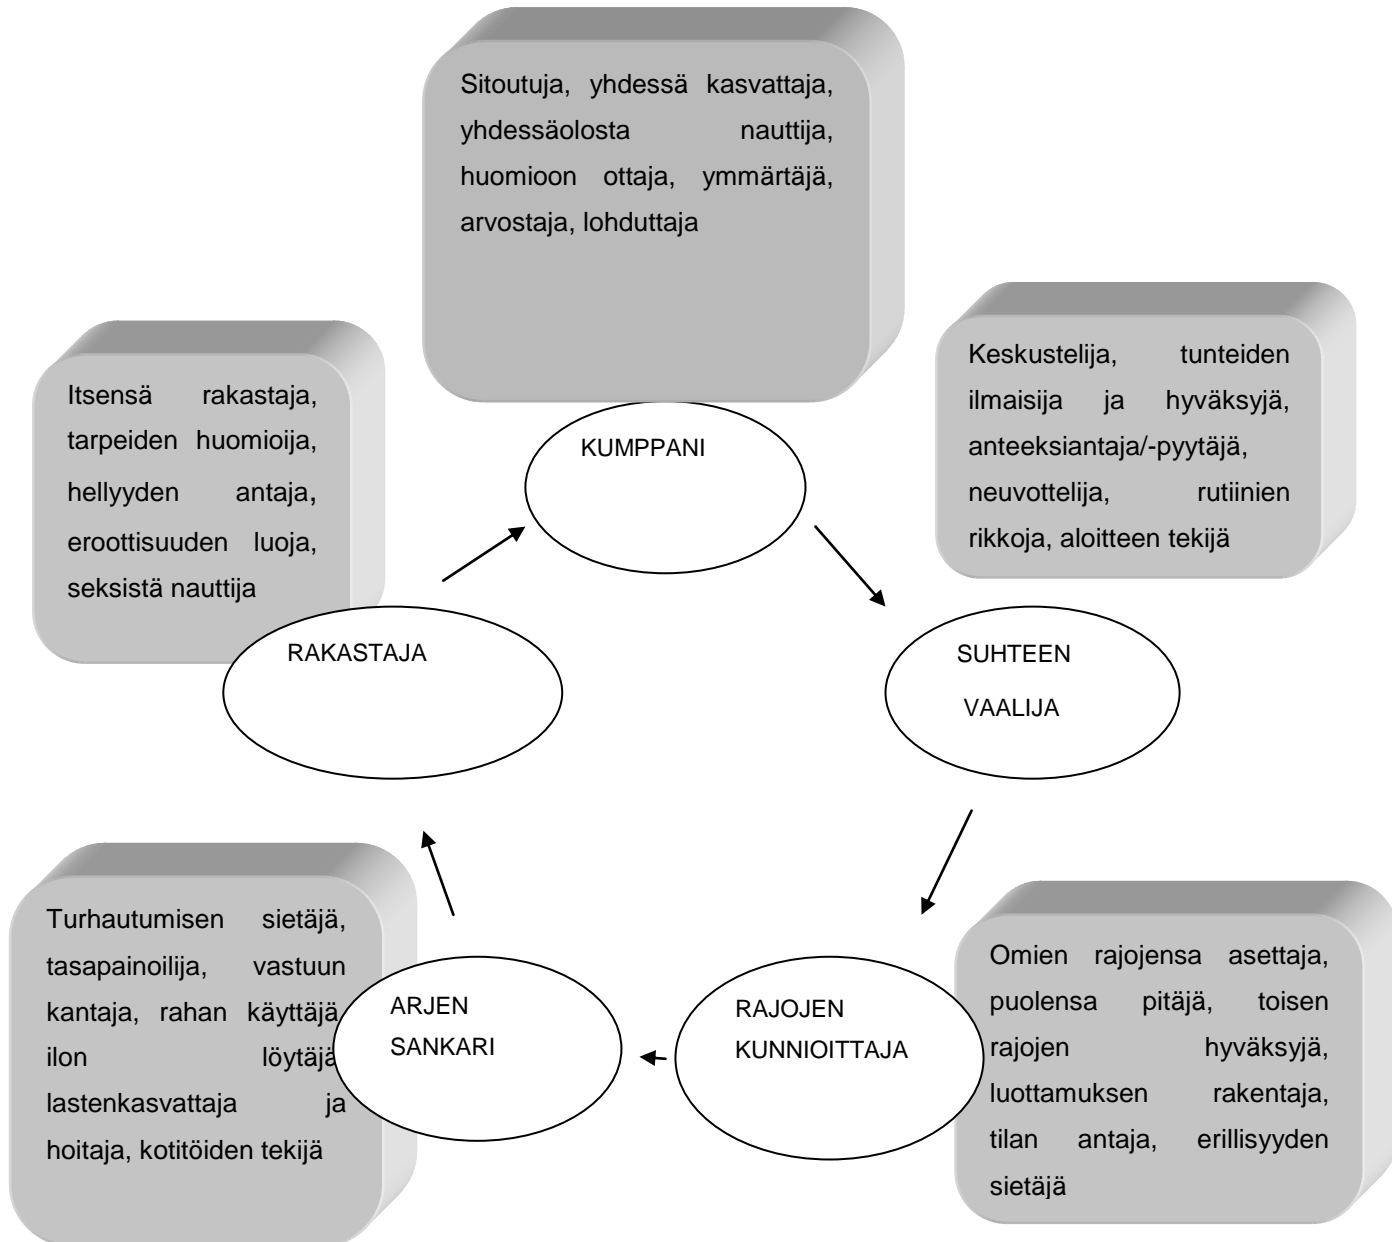 Sitoutuja, yhdessä kasvattaja,
yhdessäolosta nauttija,
huomioon ottaja, ymmärtäjä,
arvostaja, lohduttaja
KUMPPANI
Keskustelija, tunteiden
ilmaisija ja hyväksyjä,
anteeksiantaja/-pyytäjä,
neuvottelija, rutiinien
rikkoja, aloitteen tekijä
SUHTEEN
VAALIJA
Itsensä rakastaja,
tarpeiden huomioija,
hellyyden antaja,
eroottisuuden luoja,
seksistä nauttija
RAKASTAJA
Omien rajojensa asettaja,
puolensa pitäjä, toisen
rajojen hyväksyjä,
luottamuksen rakentaja,
tilan antaja, erillisyyden
sietäjä
RAJOJEN
KUNNIOITTAJA
Turhautumisen sietäjä,
tasapainoilija, vastuun
kantaja, rahan käyttäjä,
ilon löytäjä
lastenkasvattaja ja
hoitaja, kotitöiden tekijä
ARJEN
SANKARI